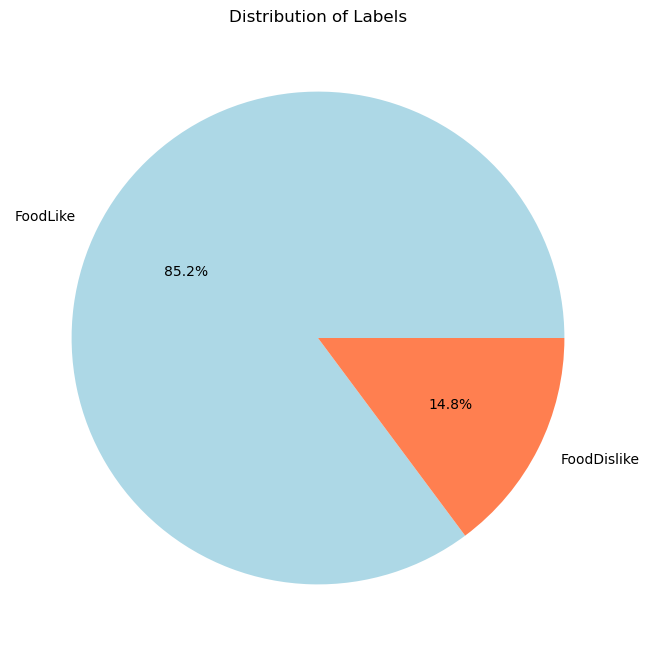 Distribution of Labels
FoodLike
85.2%
14.8%
FoodDislike